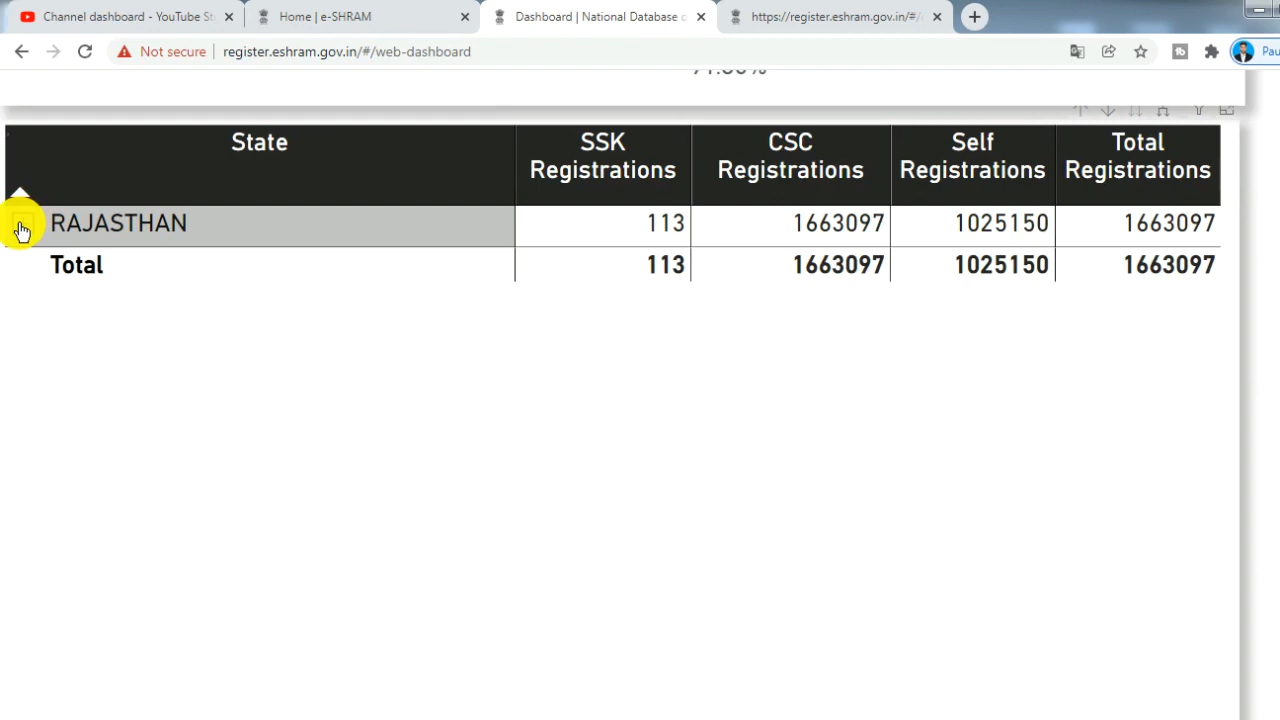 Channel dashboard - YouTube St
Home | e-SHRAM
Dashboard | National Database o
https://register.eshram.gov.in/#/
Not secure
register.eshram.gov.in/#/web-dashboard
Pau
State
SSK Registrations
CSC Registrations
Self Registrations
Total Registrations
RAJASTHAN 113 1663097 1025150 1663097
Total 113 1663097 1025150 1663097